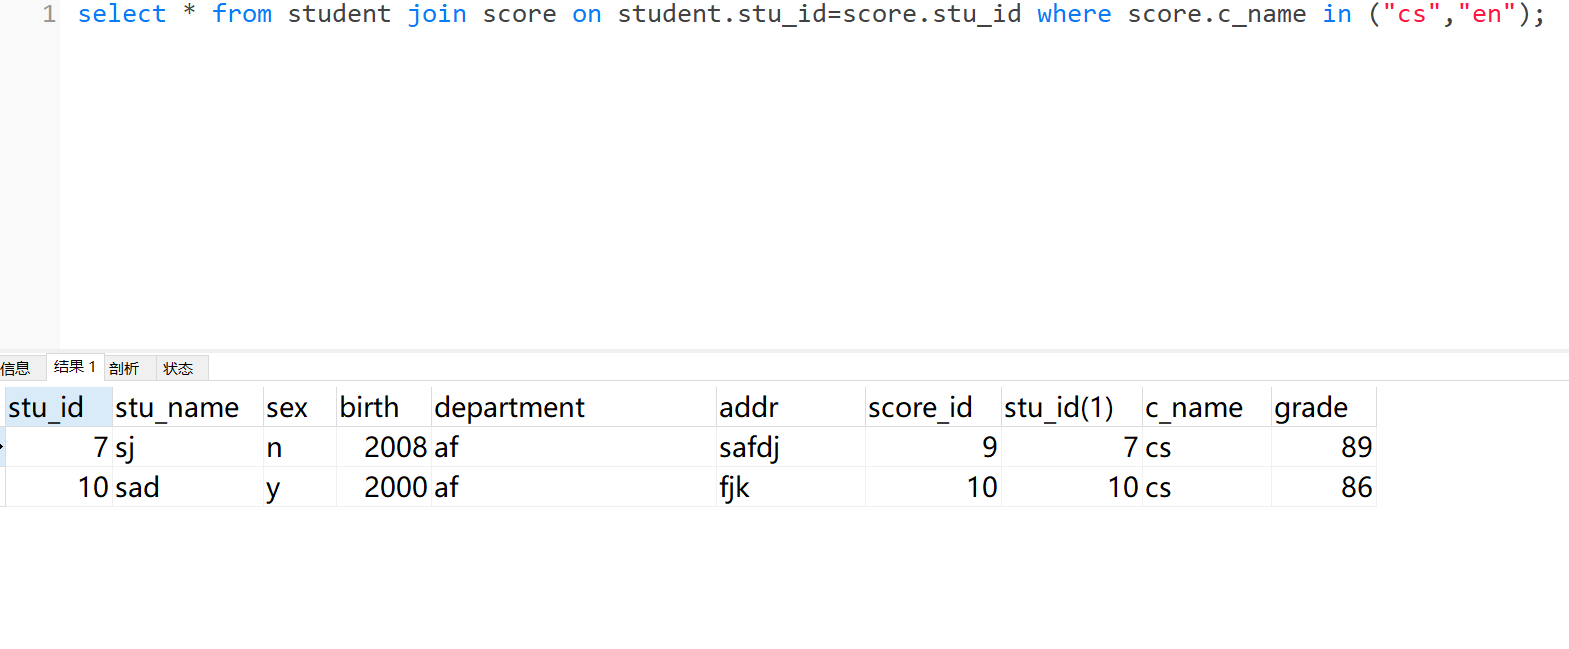 1 select * from student join score on student.stu_id=score.stu_id where score.c_name in ("cs","en");
信息 结果 1 剖析 状态
stu_id stu_name sex birth department addr score_id stu_id(1) c_name grade
7 sj n 2008 af safdj 9 7 cs 89
10 sad y 2000 af fjk 10 10 cs 86